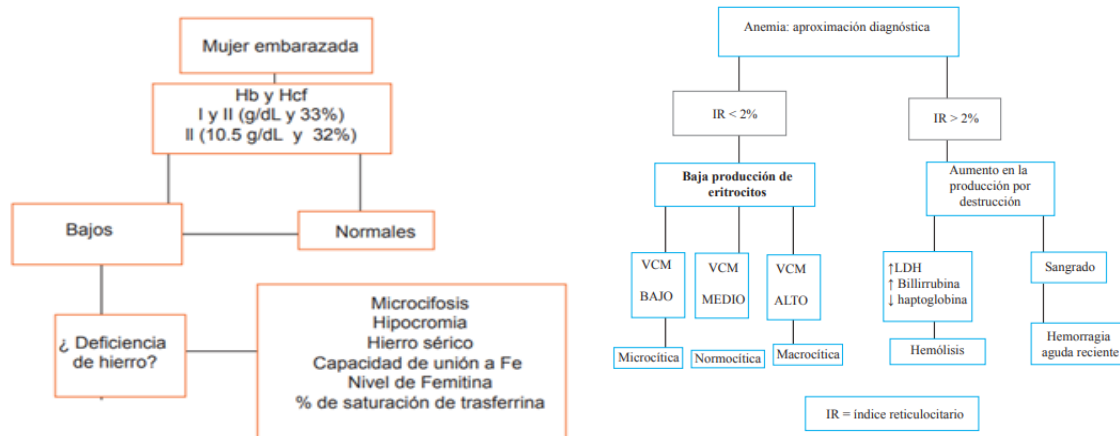 Mujer embarazada
Hb y Hcf
I y II (g/dL y 33%)
II (10.5 g/dL y 32%)
Bajos
Normales
¿ Deficiencia
de hierro?
Microcifosis
Hipocromia
Hierro sérico
Capacidad de unión a Fe
Nivel de Femitina
% de saturación de trasferrina
Anemia: aproximación diagnóstica
IR < 2%
IR > 2%
Baja producción de
eritrocitos
Aumento en la
producción por
destrucción
VCM
BAJO
VCM
MEDIO
VCM
ALTO
↑LDH
↑ Billirrubina
↓ haptoglobina
Sangrado
Microcítica
Normocítica
Macrocítica
Hemólisis
Hemorragia
aguda reciente
IR = índice reticulocitario